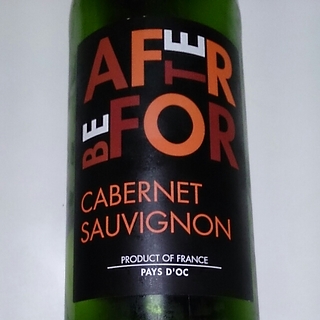 AFTER
BEFOR
CABERNET
SAUVIGNON
PRODUCT OF FRANCE
PAYS D'OC